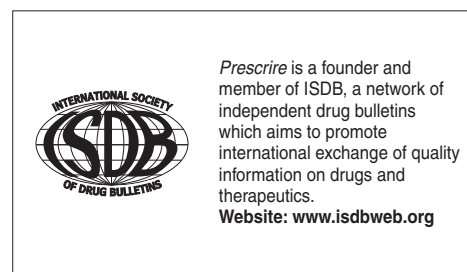 INTERNATIONAL SOCIETY
ISDB
OF DRUG BULLETINS
Prescrire is a founder and
member of ISDB, a network of
independent drug bulletins
which aims to promote
international exchange of quality
information on drugs and
therapeutics.
Website: www.isdbweb.org